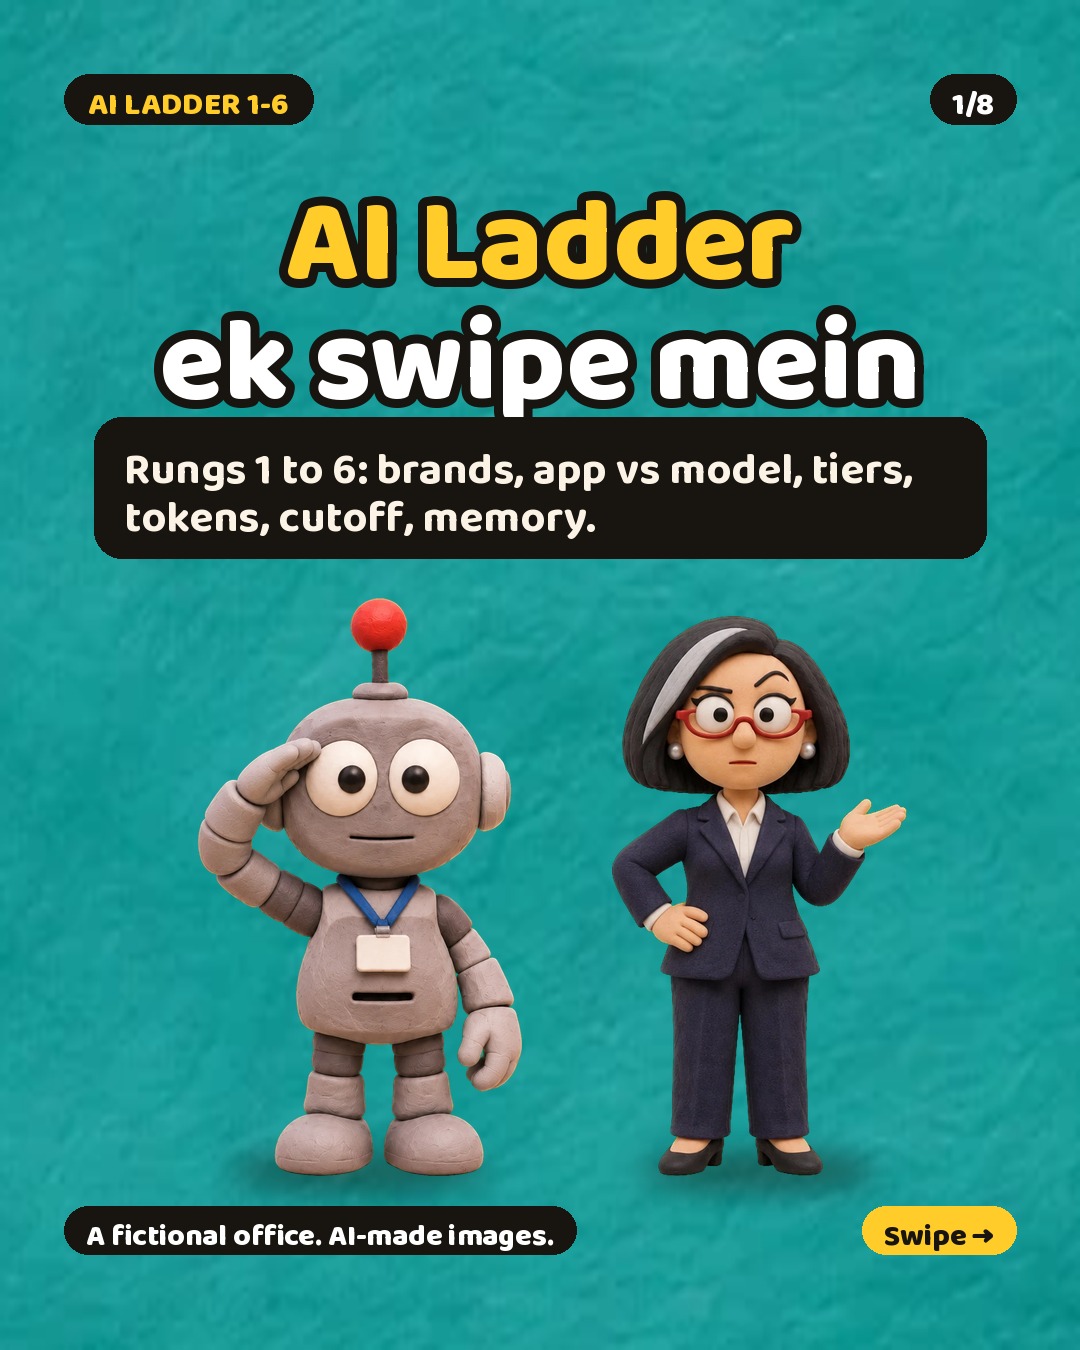 AI LADDER 1-6
1/8
AI Ladder
ek swipe mein
Rungs 1 to 6: brands, app vs model, tiers,
tokens, cutoff, memory.
A fictional office. AI-made images.
Swipe →